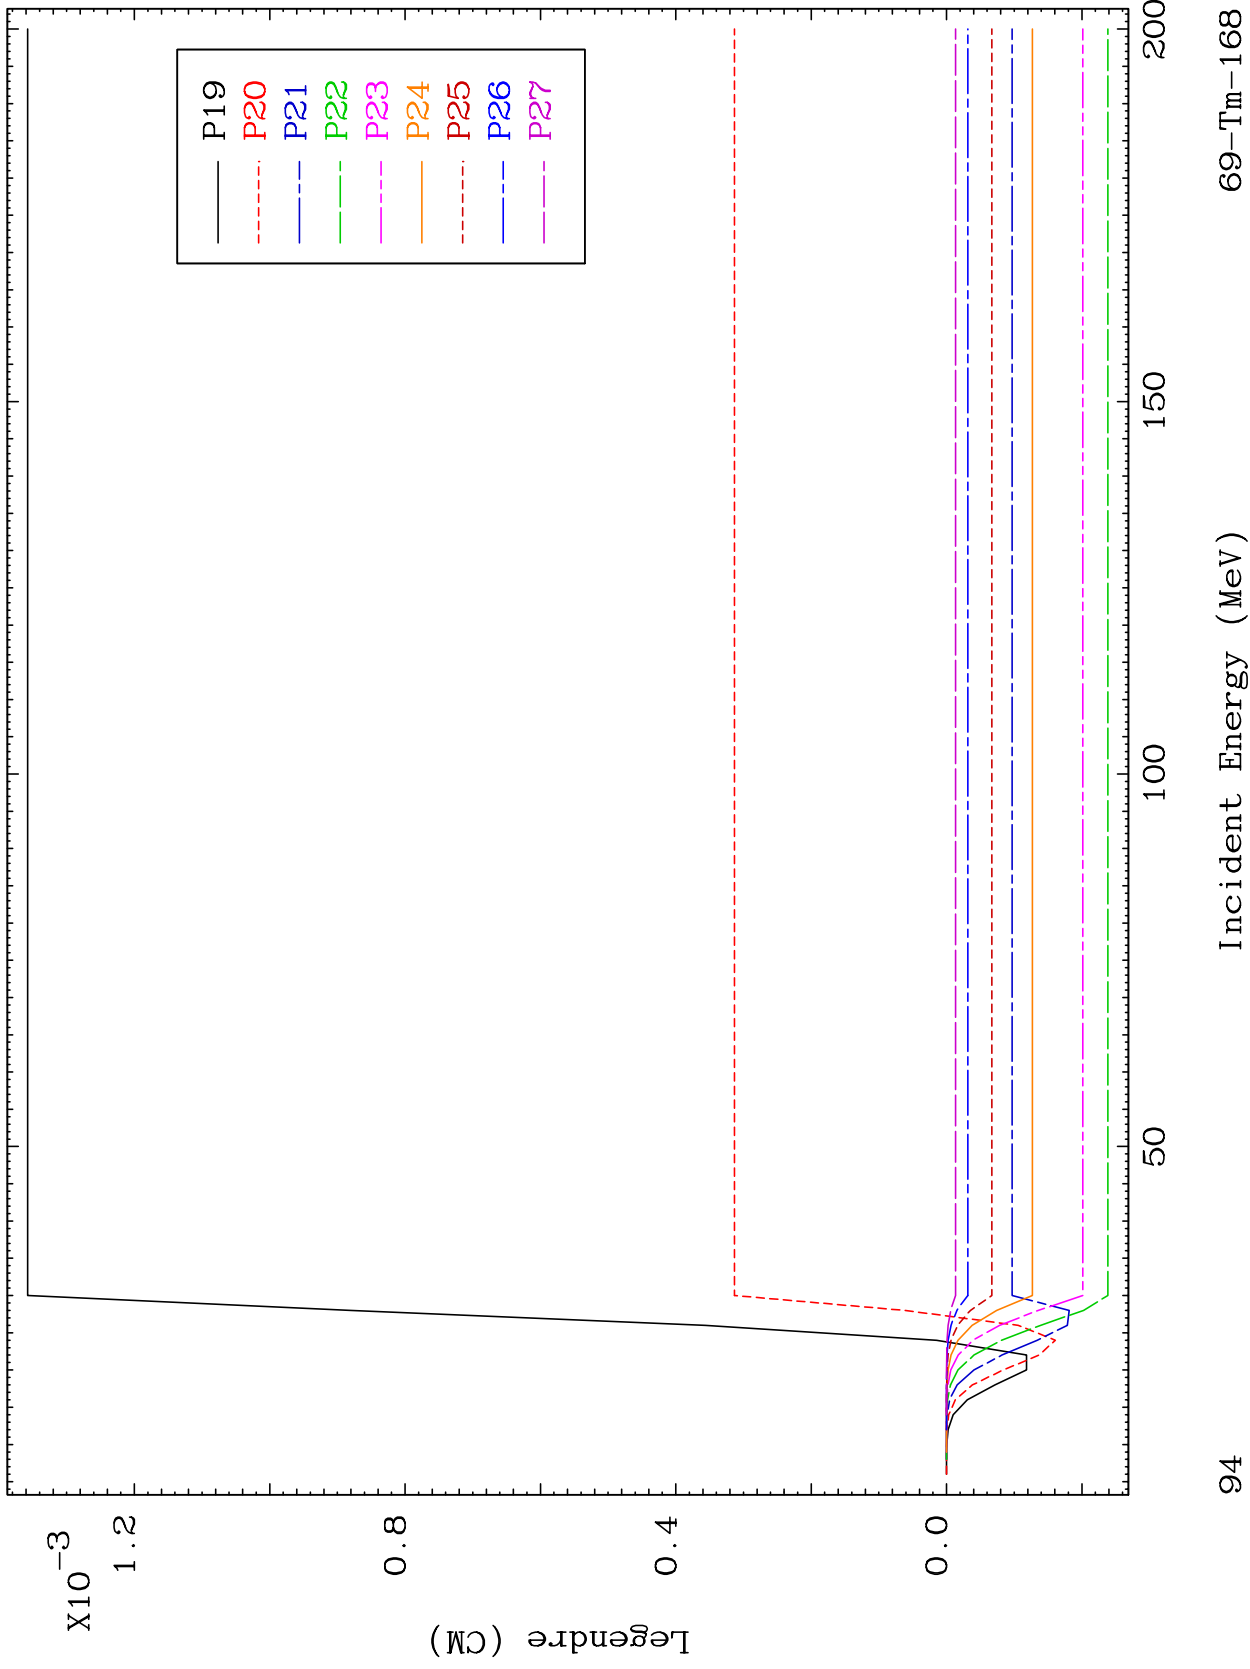 X10-3
1.2
0.8
0.4
0.0
Legendre (CM)
P19
P20
P21
P22
P23
P24
P25
P26
P27
50
100
150
200
Incident Energy (MeV)
94
69-Tm-168